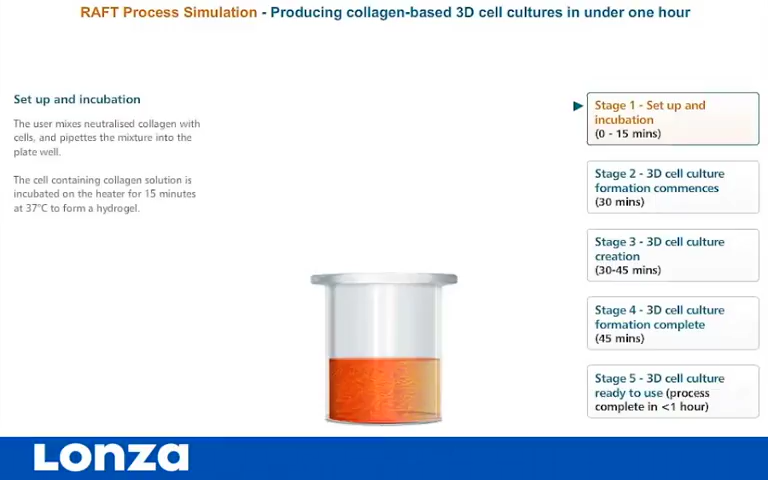 RAFT Process Simulation - Producing collagen-based 3D cell cultures in under one hour
Set up and incubation
The user mixes neutralised collagen with
cells, and pipettes the mixture into the
plate well.
The cell containing collagen solution is
incubated on the heater for 15 minutes
at 37°C to form a hydrogel.
Stage 1 - Set up and
incubation
(0 - 15 mins)
Stage 2 - 3D cell culture
formation commences
(30 mins)
Stage 3 - 3D cell culture
creation
(30-45 mins)
Stage 4 - 3D cell culture
formation complete
(45 mins)
Stage 5 - 3D cell culture
ready to use (process
complete in <1 hour)
Lonza